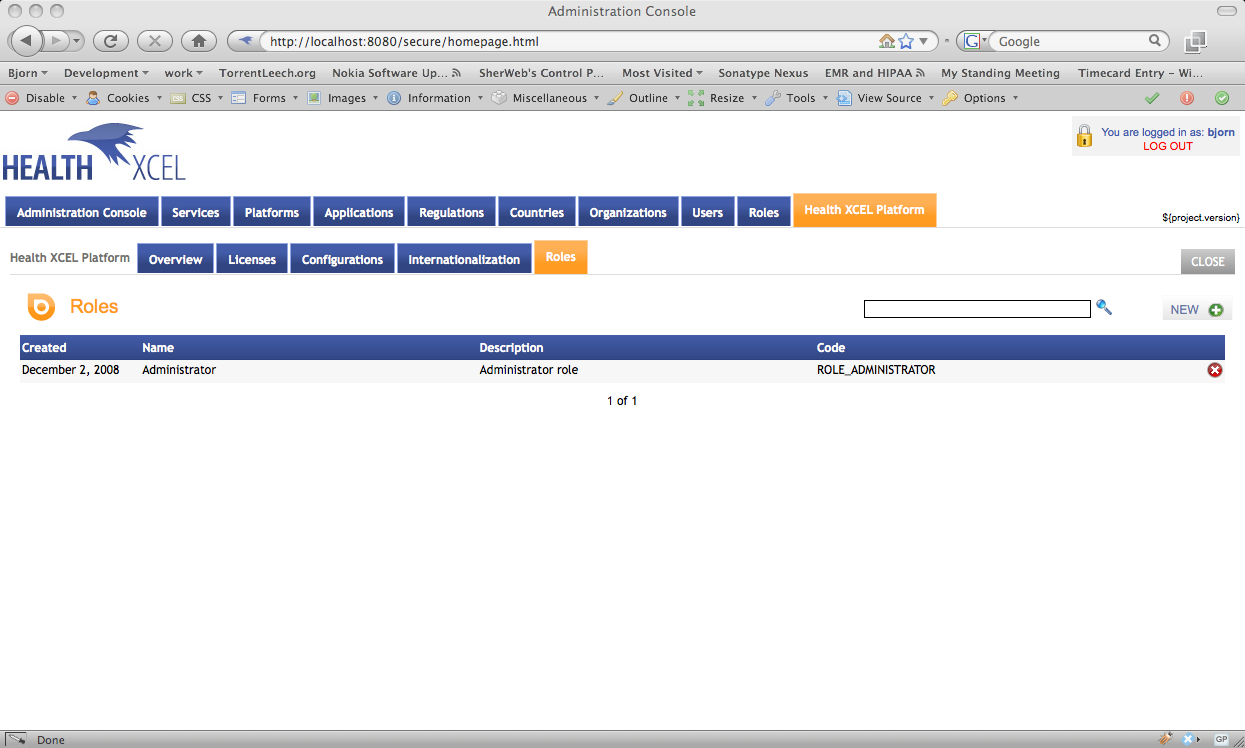 Administration Console
http://localhost:8080/secure/homepage.html
Google
Bjorn Development work TorrentLeech.org Nokia Software Up... SherWeb's Control P... Most Visited Sonatype Nexus EMR and HIPAA My Standing Meeting Timecard Entry - Wi...
Disable Cookies CSS Forms Images Information Miscellaneous Outline Resize Tools View Source Options
HEALTH XCEL
You are logged in as: bjorn
LOG OUT
Administration Console Services Platforms Applications Regulations Countries Organizations Users Roles Health XCEL Platform
${project.version}
Health XCEL Platform Overview Licenses Configurations Internationalization Roles
CLOSE
Roles
NEW
Created Name Description Code
December 2, 2008 Administrator Administrator role ROLE_ADMINISTRATOR
1 of 1
Done
GP